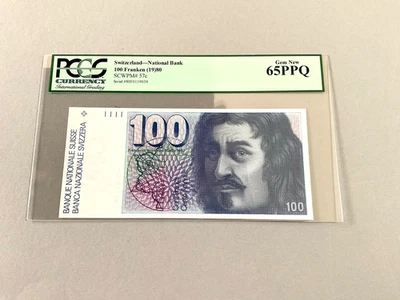 PCGS
CURRENCY
International Grading
Switzerland—National Bank
100 Franken (19)80
SCWPM# 57c
Gem New
65PPQ
100
BANQUE NATIONALE SUISSE
BANCA NAZIONALE SVIZZERA
100